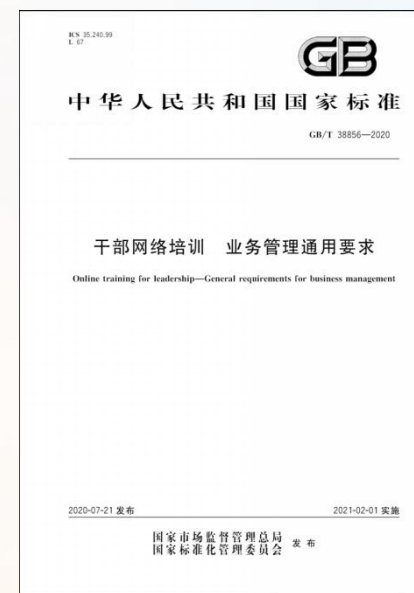 ICS 35.240.99
L 67
GB
中华人民共和国国家标准
GB/T 38856—2020
干部网络培训 业务管理通用要求
Online training for leadership—General requirements for business management
2020-07-21 发布
2021-02-01 实施
国家市场监督管理总局
国家标准化管理委员会
发布